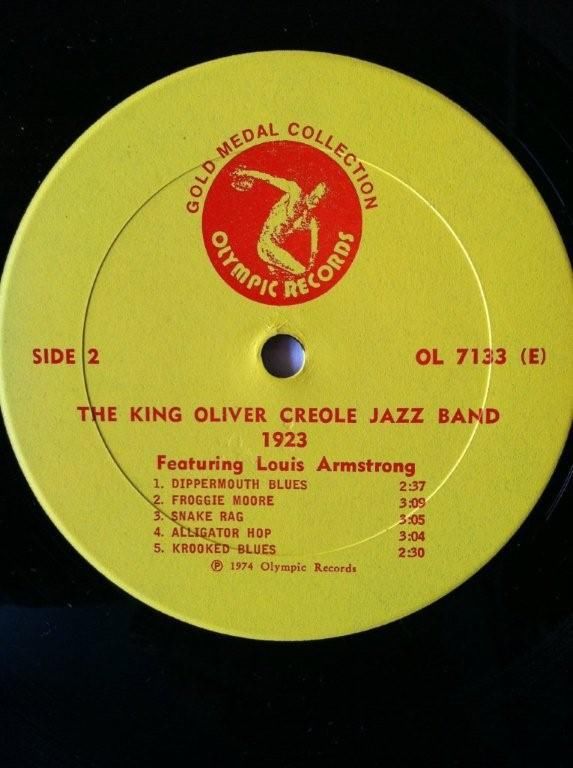 GOLD MEDAL COLLECTION
OLYMPIC RECORDS
SIDE 2
OL 7133 (E)
THE KING OLIVER CREOLE JAZZ BAND
1923
Featuring Louis Armstrong
1. DIPPERMOUTH BLUES 2:37
2. FROGGIE MOORE 3:09
3. SNAKE RAG 3:05
4. ALLIGATOR HOP 3:04
5. KROOKED BLUES 2:30
℗ 1974 Olympic Records